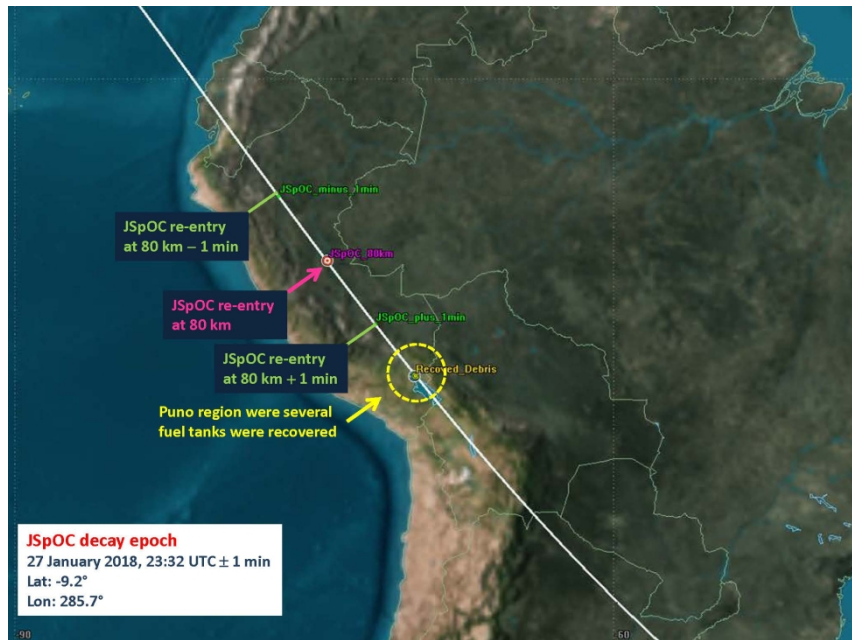 JSpOC_minus_1min
JSpOC re-entry
at 80 km – 1 min
JSpOC_80km
JSpOC re-entry
at 80 km
JSpOC_plus_1min
JSpOC re-entry
at 80 km + 1 min
Recoved_Debris
Puno region were several
fuel tanks were recovered
JSpOC decay epoch
27 January 2018, 23:32 UTC ± 1 min
Lat: -9.2°
Lon: 285.7°
-90
-60